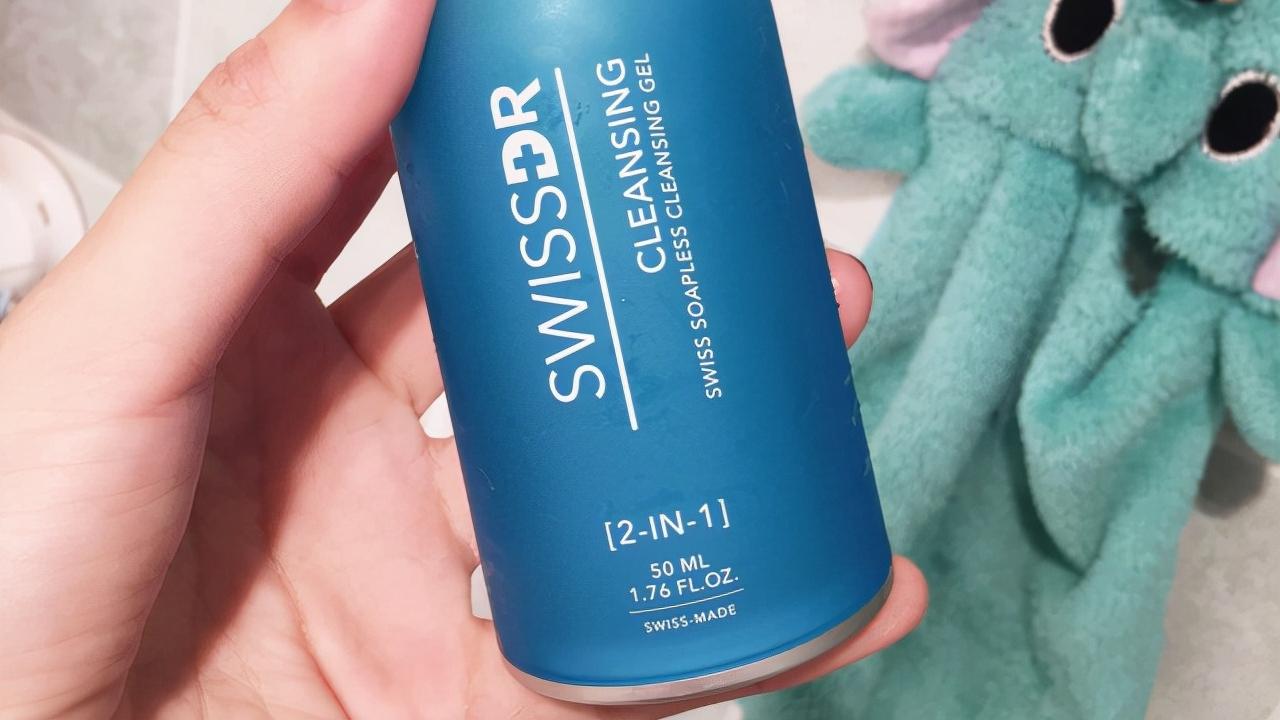 SWISSDR
CLEANSING
SWISS SOAPLESS CLEANSING GEL
[2-IN-1]
50 ML
1.76 FL.OZ.
SWISS-MADE